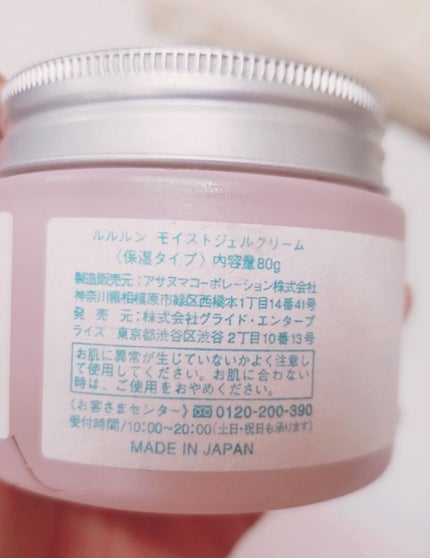 ルルルン モイストジェルクリーム
〈保湿タイプ〉内容量80g
製造販売元：アサヌマコーポレーション株式会社
神奈川県相模原市緑区西橋本1丁目14番41号
発 売 元：株式会社グライド・エンタープ
ライズ 東京都渋谷区渋谷2丁目10番13号
お肌に異常が生じていないかよく注意し
て使用してください。お肌に合わない
時は、ご使用をおやめください。
〈お客さまセンター〉0120-200-390
受付時間/10:00～20:00(土日・祝日も承ります)
MADE IN JAPAN